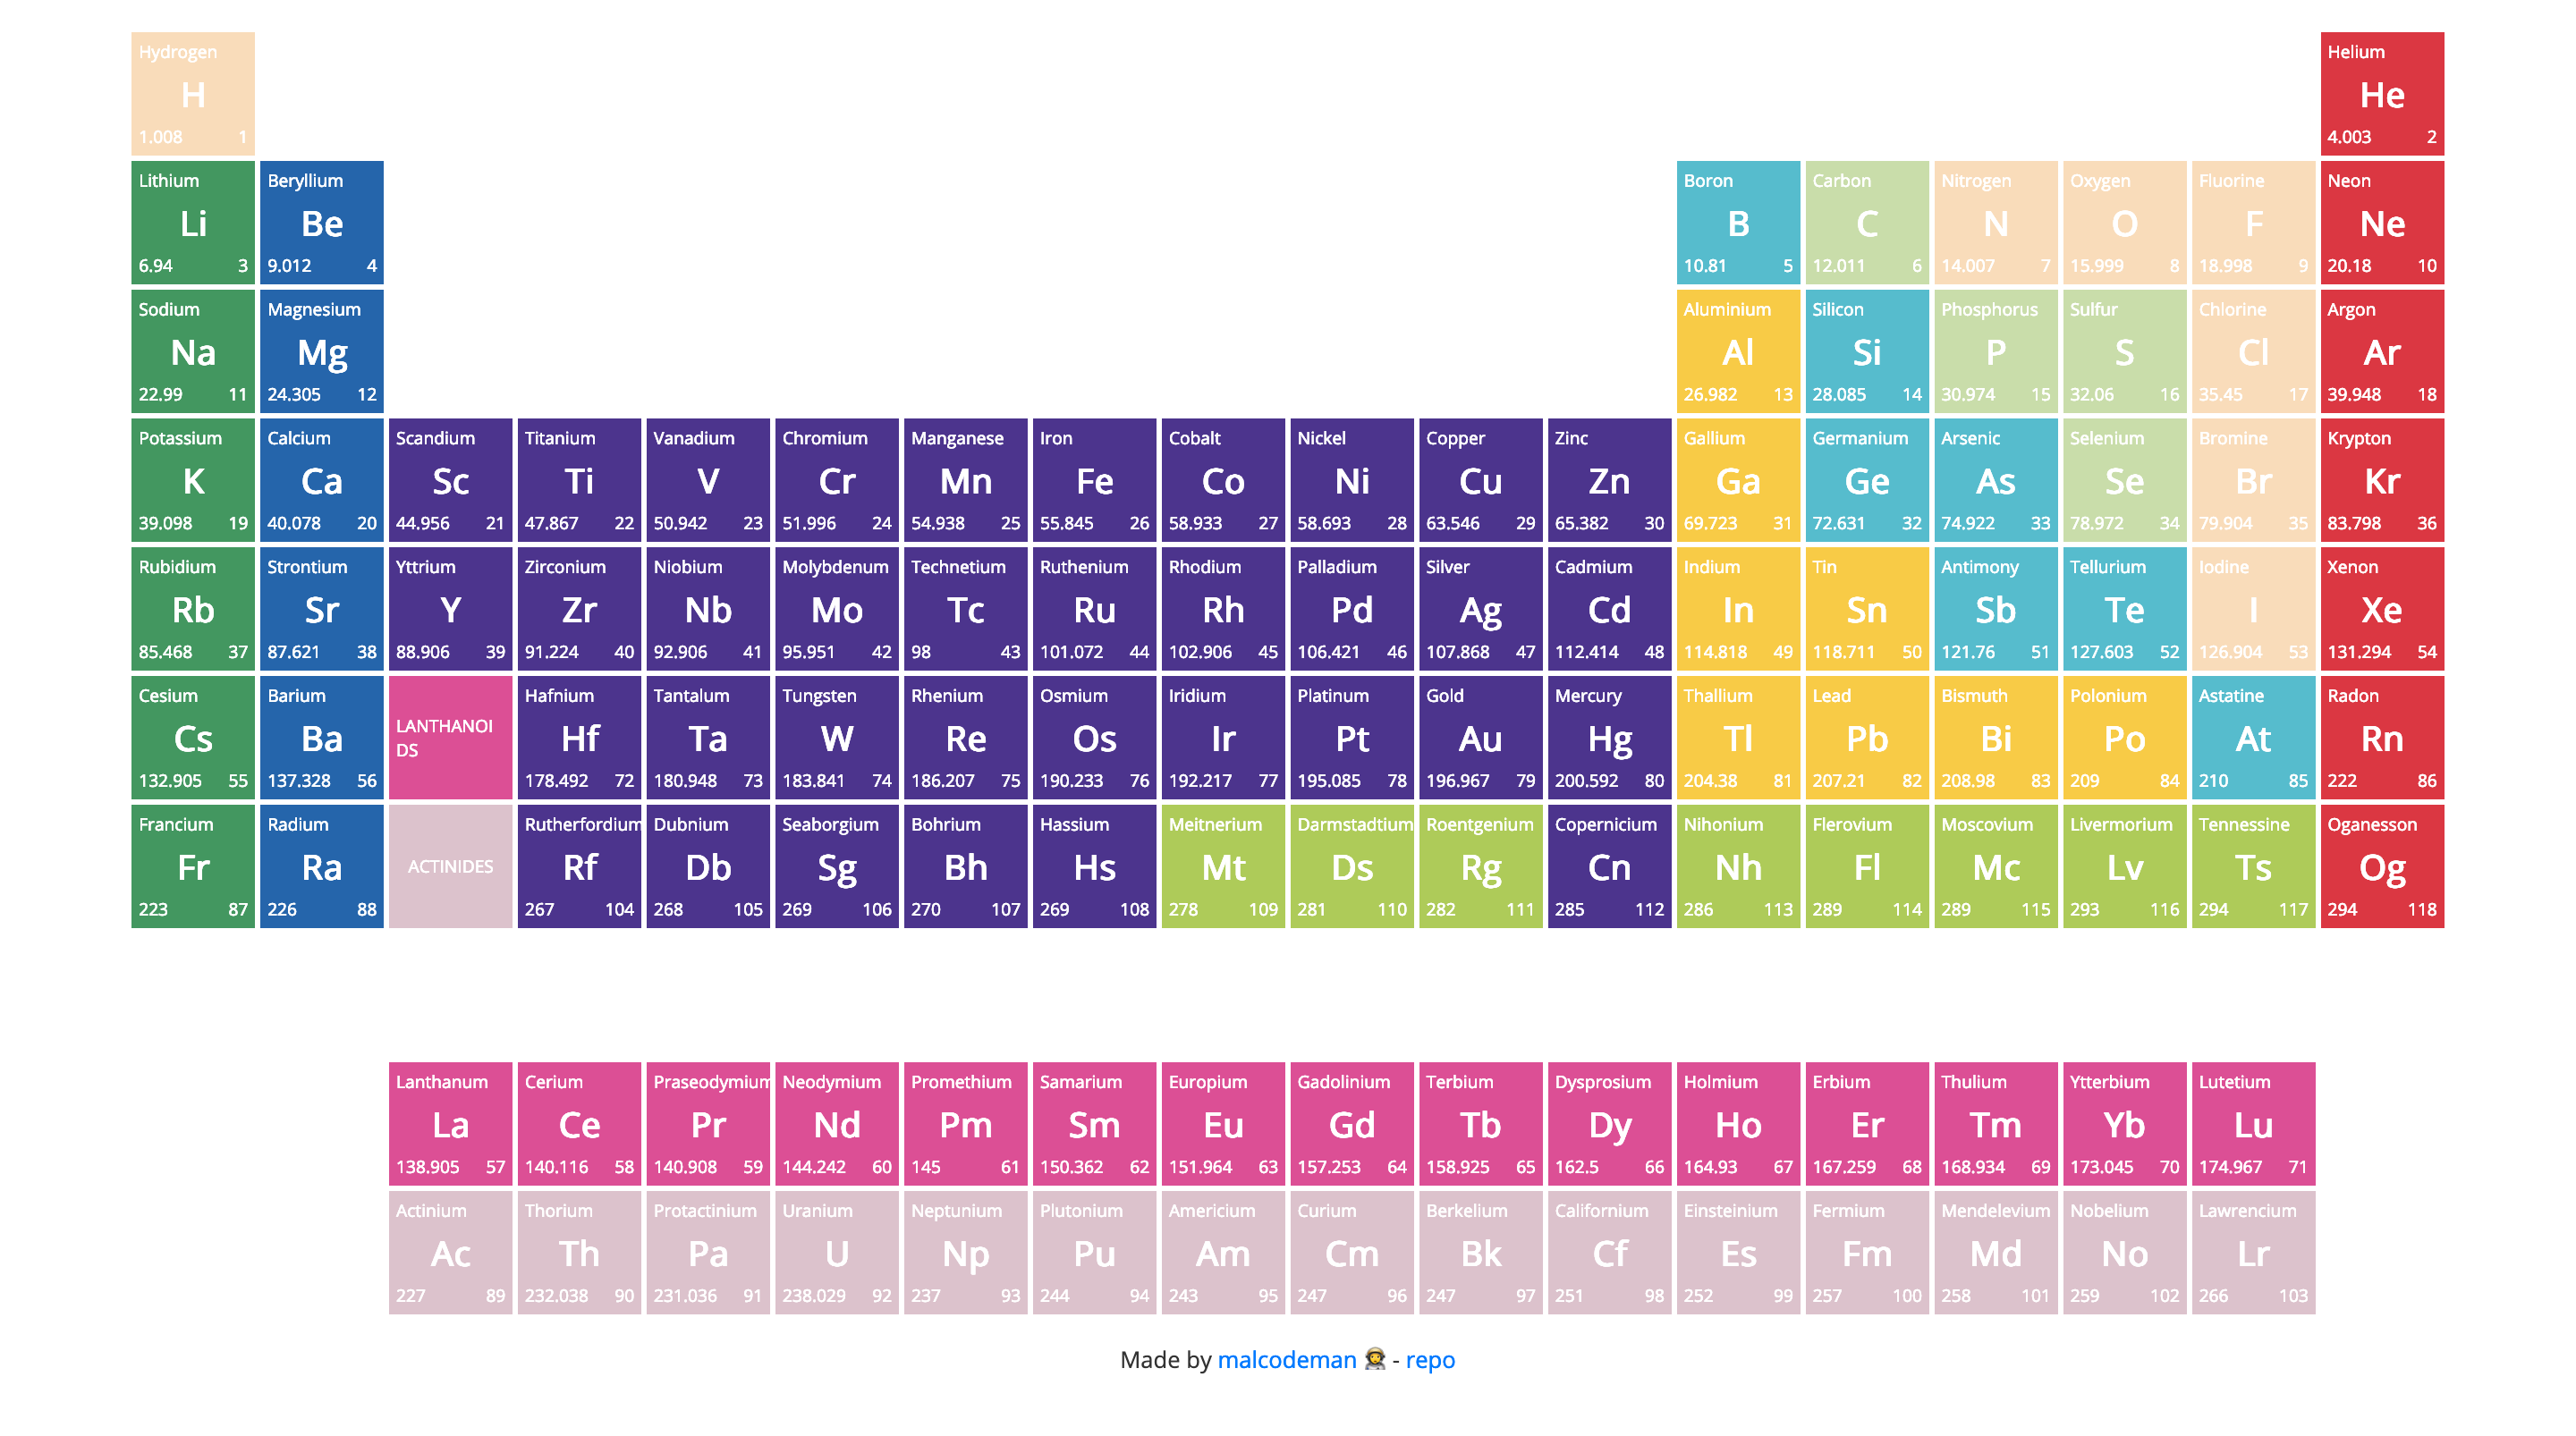 Hydrogen Helium
H He
1.008 1 4.003 2
Lithium Beryllium Boron Carbon Nitrogen Oxygen Fluorine Neon
Li Be B C N O F Ne
6.94 3 9.012 4 10.81 5 12.011 6 14.007 7 15.999 8 18.998 9 20.18 10
Sodium Magnesium Aluminium Silicon Phosphorus Sulfur Chlorine Argon
Na Mg Al Si P S Cl Ar
22.99 11 24.305 12 26.982 13 28.085 14 30.974 15 32.06 16 35.45 17 39.948 18
Potassium Calcium Scandium Titanium Vanadium Chromium Manganese Iron Cobalt Nickel Copper Zinc Gallium Germanium Arsenic Selenium Bromine Krypton
K Ca Sc Ti V Cr Mn Fe Co Ni Cu Zn Ga Ge As Se Br Kr
39.098 19 40.078 20 44.956 21 47.867 22 50.942 23 51.996 24 54.938 25 55.845 26 58.933 27 58.693 28 63.546 29 65.382 30 69.723 31 72.631 32 74.922 33 78.972 34 79.904 35 83.798 36
Rubidium Strontium Yttrium Zirconium Niobium Molybdenum Technetium Ruthenium Rhodium Palladium Silver Cadmium Indium Tin Antimony Tellurium Iodine Xenon
Rb Sr Y Zr Nb Mo Tc Ru Rh Pd Ag Cd In Sn Sb Te I Xe
85.468 37 87.621 38 88.906 39 91.224 40 92.906 41 95.951 42 98 43 101.072 44 102.906 45 106.421 46 107.868 47 112.414 48 114.818 49 118.711 50 121.76 51 127.603 52 126.904 53 131.294 54
Cesium Barium LANTHANOI Hafnium Tantalum Tungsten Rhenium Osmium Iridium Platinum Gold Mercury Thallium Lead Bismuth Polonium Astatine Radon
Cs Ba DS Hf Ta W Re Os Ir Pt Au Hg Tl Pb Bi Po At Rn
132.905 55 137.328 56 178.492 72 180.948 73 183.841 74 186.207 75 190.233 76 192.217 77 195.085 78 196.967 79 200.592 80 204.38 81 207.21 82 208.98 83 209 84 210 85 222 86
Francium Radium Rutherfordium Dubnium Seaborgium Bohrium Hassium Meitnerium Darmstadtium Roentgenium Copernicium Nihonium Flerovium Moscovium Livermorium Tennessine Oganesson
Fr Ra ACTINIDES Rf Db Sg Bh Hs Mt Ds Rg Cn Nh Fl Mc Lv Ts Og
223 87 226 88 267 104 268 105 269 106 270 107 269 108 278 109 281 110 282 111 285 112 286 113 289 114 289 115 293 116 294 117 294 118
Lanthanum Cerium Praseodymium Neodymium Promethium Samarium Europium Gadolinium Terbium Dysprosium Holmium Erbium Thulium Ytterbium Lutetium
La Ce Pr Nd Pm Sm Eu Gd Tb Dy Ho Er Tm Yb Lu
138.905 57 140.116 58 140.908 59 144.242 60 145 61 150.362 62 151.964 63 157.253 64 158.925 65 162.5 66 164.93 67 167.259 68 168.934 69 173.045 70 174.967 71
Actinium Thorium Protactinium Uranium Neptunium Plutonium Americium Curium Berkelium Californium Einsteinium Fermium Mendelevium Nobelium Lawrencium
Ac Th Pa U Np Pu Am Cm Bk Cf Es Fm Md No Lr
227 89 232.038 90 231.036 91 238.029 92 237 93 244 94 243 95 247 96 247 97 251 98 252 99 257 100 258 101 259 102 266 103
Made by malcodeman - repo